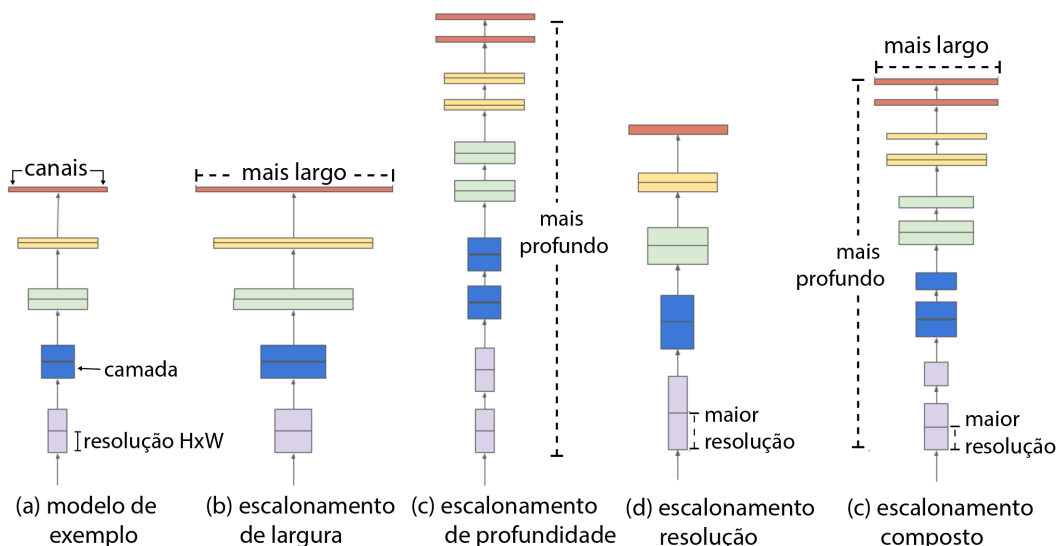 canais
camada
resolução HxW
(a) modelo de
exemplo
mais largo
(b) escalonamento
de largura
mais
profundo
(c) escalonamento
de profundidade
maior
resolução
(d) escalonamento
resolução
mais largo
mais
profundo
maior
resolução
(c) escalonamento
composto